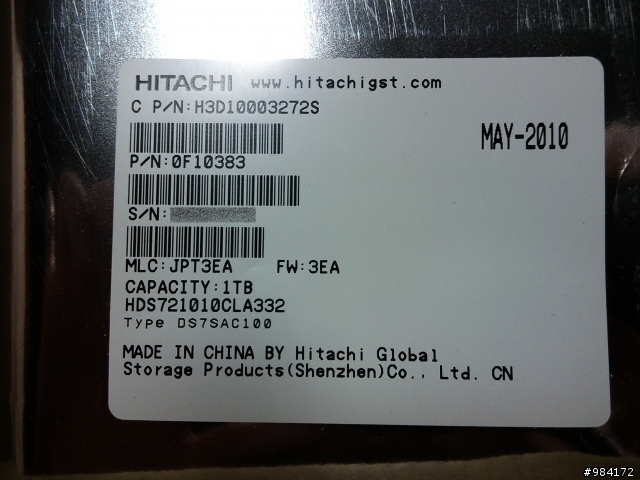 HITACHI www.hitachigst.com
C P/N:H3D10003272S
MAY-2010
P/N:0F10383
S/N:
MLC:JPT3EA FW:3EA
CAPACITY:1TB
HDS721010CLA332
Type DS7SAC100
MADE IN CHINA BY Hitachi Global
Storage Products(Shenzhen)Co., Ltd. CN
#984172